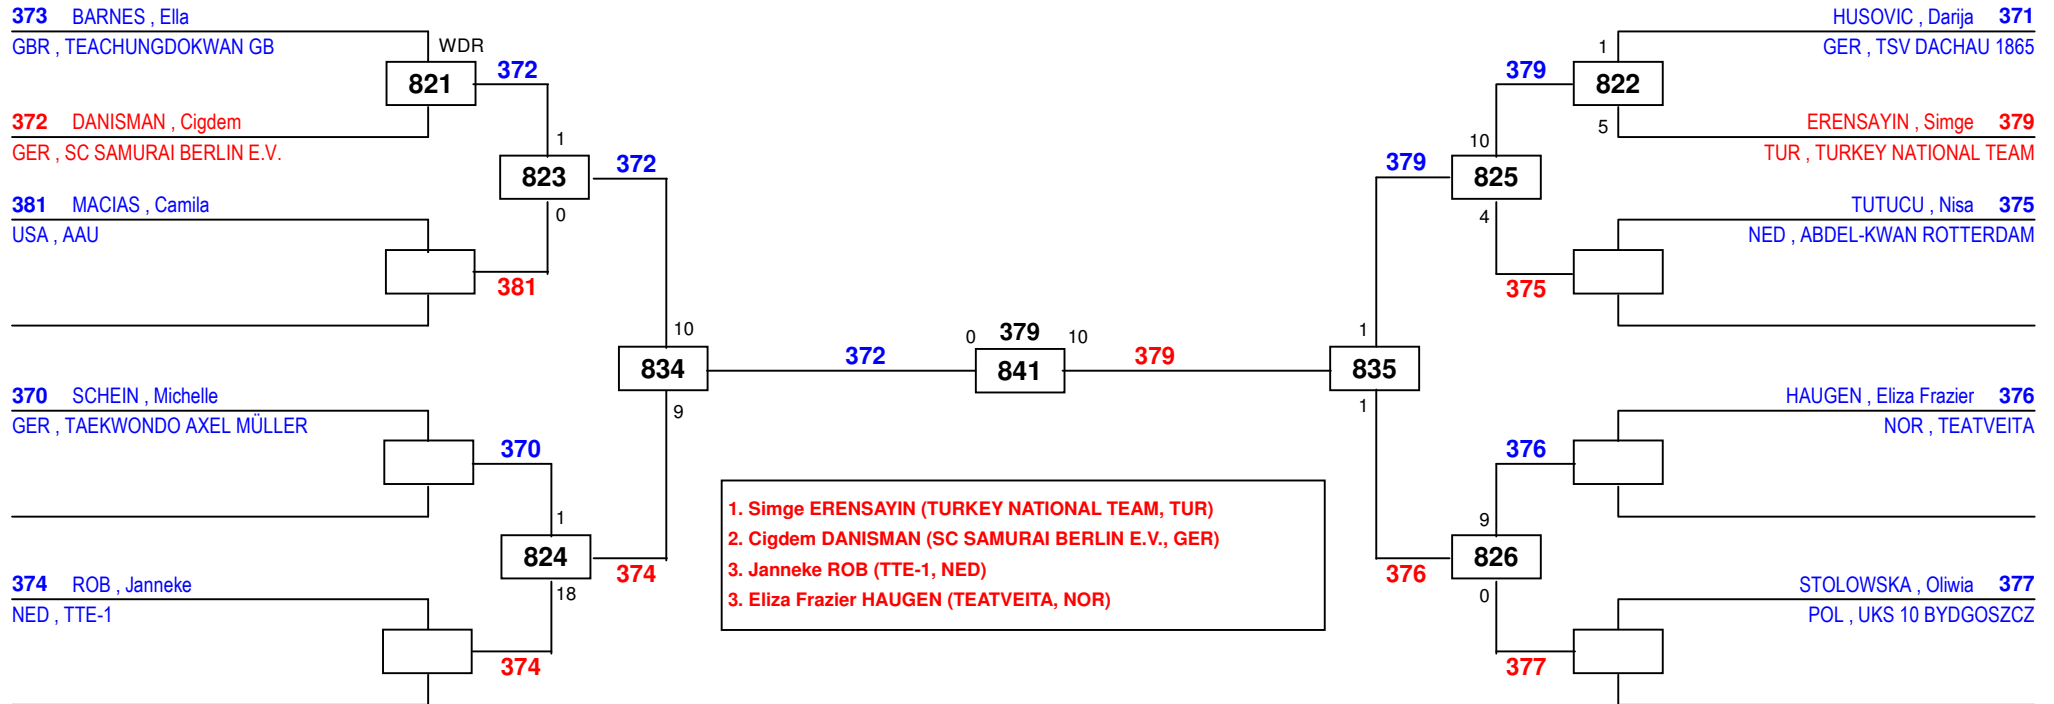 373 BARNES , Ella
GBR , TEACHUNGDOKWAN GB
WDR
821
372
372 DANISMAN , Cigdem
GER , SC SAMURAI BERLIN E.V.
1
823
372
0
381 MACIAS , Camila
USA , AAU
381
10
834
372
9
370 SCHEIN , Michelle
GER , TAEKWONDO AXEL MÜLLER
370
1
824
374
18
374 ROB , Janneke
NED , TTE-1
374
0 379 10
841
379
1. Simge ERENSAYIN (TURKEY NATIONAL TEAM, TUR)
2. Cigdem DANISMAN (SC SAMURAI BERLIN E.V., GER)
3. Janneke ROB (TTE-1, NED)
3. Eliza Frazier HAUGEN (TEATVEITA, NOR)
HUSOVIC , Darija 371
GER , TSV DACHAU 1865
1
379
822
5
ERENSAYIN , Simge 379
TUR , TURKEY NATIONAL TEAM
10
379
825
4
TUTUCU , Nisa 375
NED , ABDEL-KWAN ROTTERDAM
375
1
835
1
HAUGEN , Eliza Frazier 376
NOR , TEATVEITA
376
9
826
376
0
STOLOWSKA , Oliwia 377
POL , UKS 10 BYDGOSZCZ
377